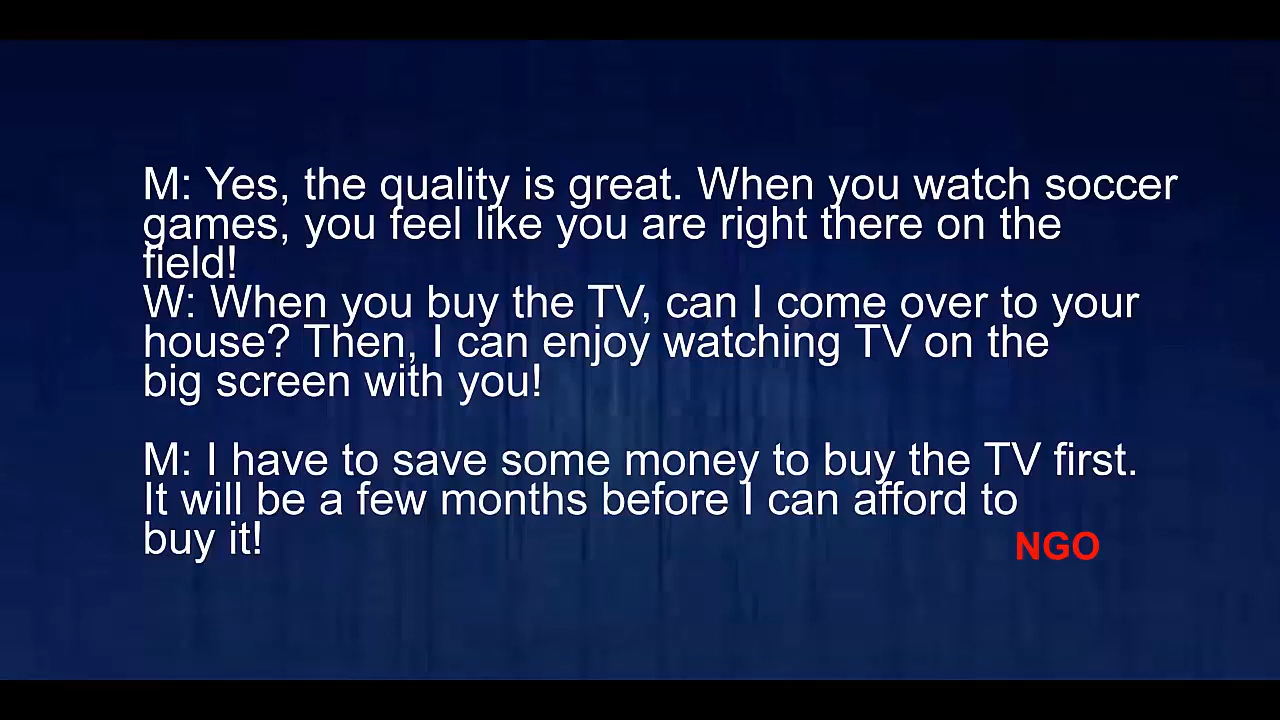 M: Yes, the quality is great. When you watch soccer
games, you feel like you are right there on the
field!
W: When you buy the TV, can I come over to your
house? Then, I can enjoy watching TV on the
big screen with you!
M: I have to save some money to buy the TV first.
It will be a few months before I can afford to
buy it!
NGO